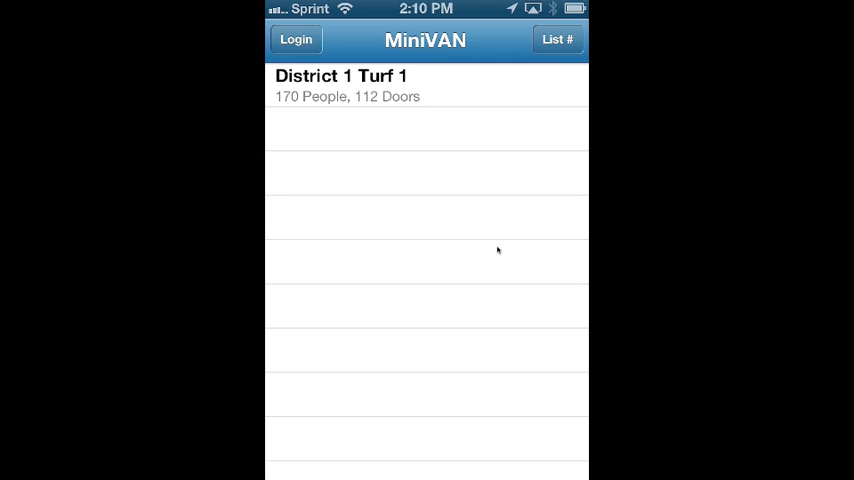 Sprint 2:10 PM
Login MiniVAN List #
District 1 Turf 1
170 People, 112 Doors